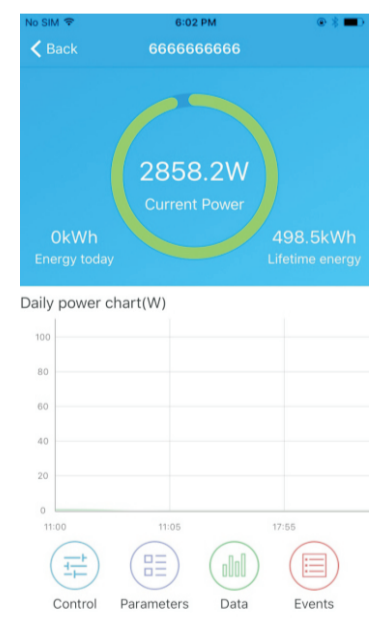 No SIM 6:02 PM
Back 6666666666
2858.2W
Current Power
0kWh 498.5kWh
Energy today Lifetime energy
Daily power chart(W)
100
80
60
40
20
0
11:00 11:05 17:55
Control Parameters Data Events